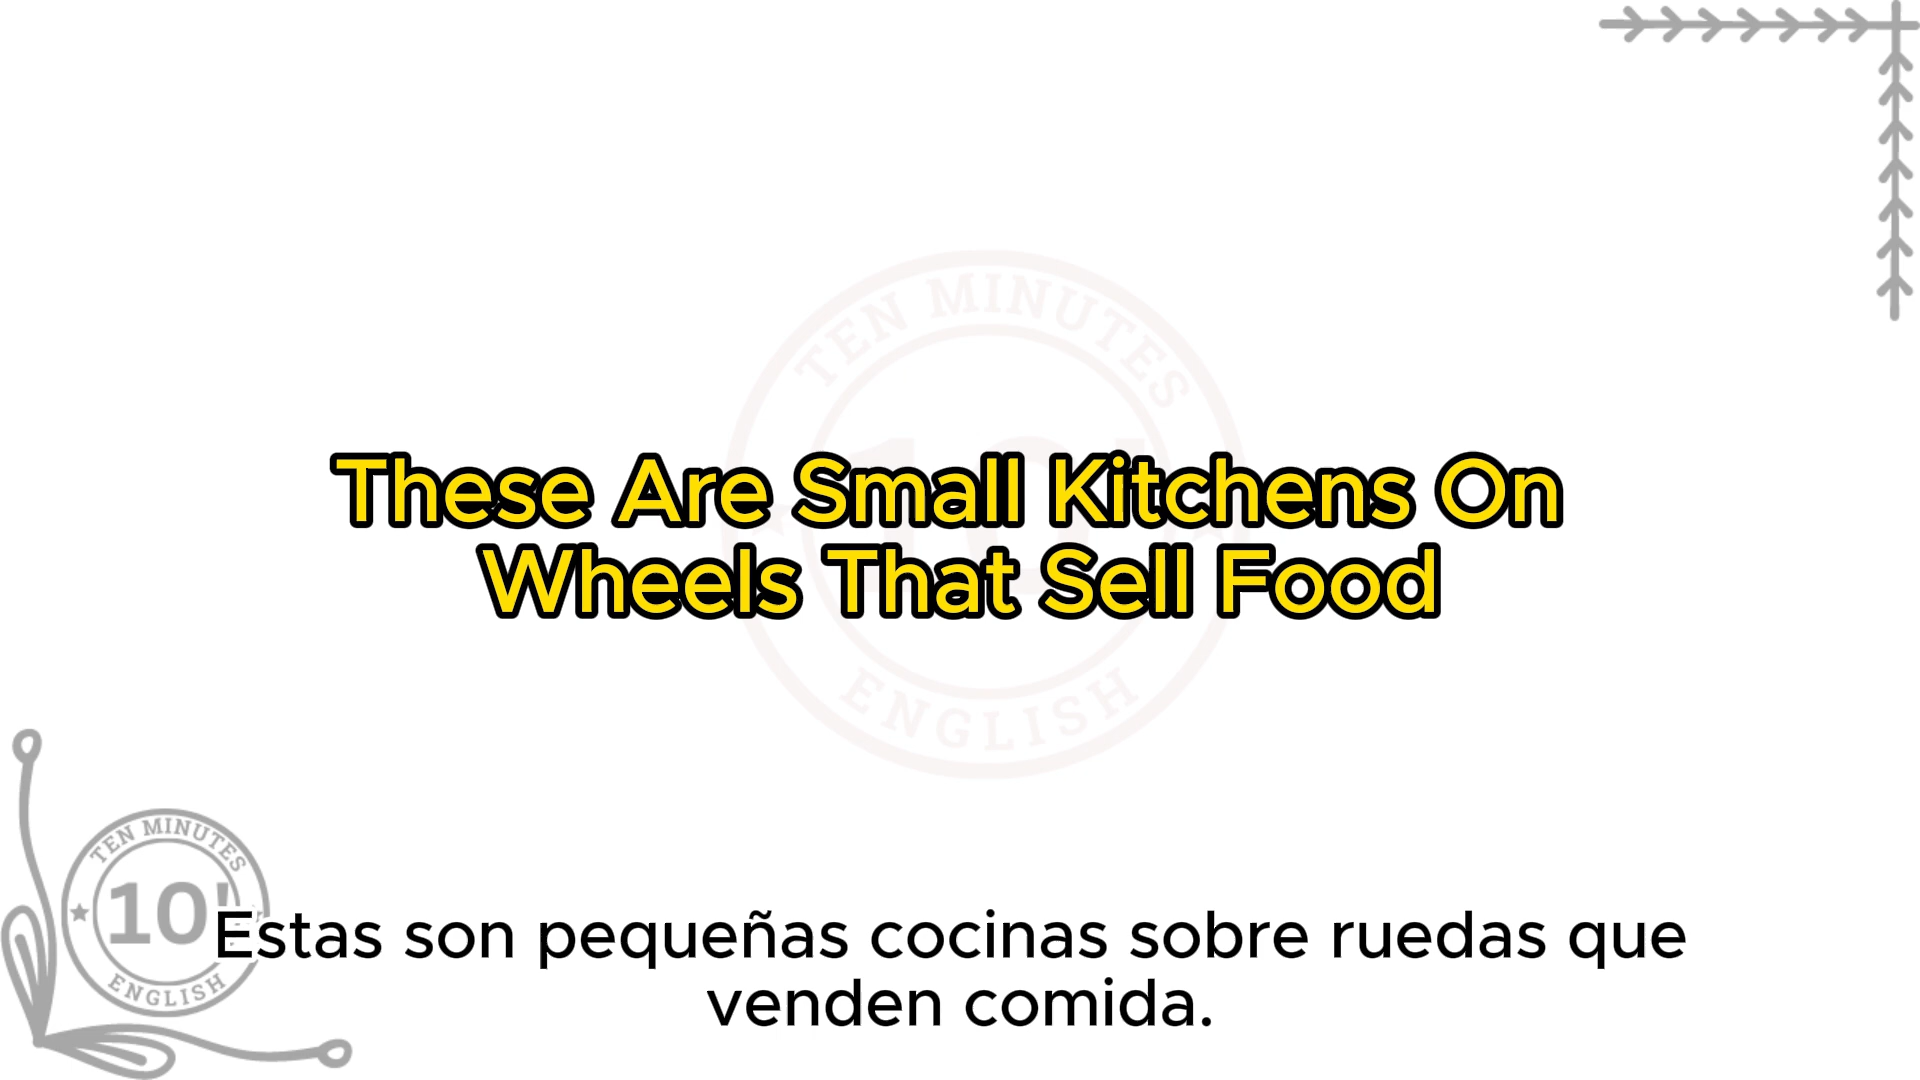 TEN MINUTES
10'
ENGLISH
These Are Small Kitchens On
Wheels That Sell Food
TEN MINUTES
10'
ENGLISH
Estas son pequeñas cocinas sobre ruedas que
venden comida.